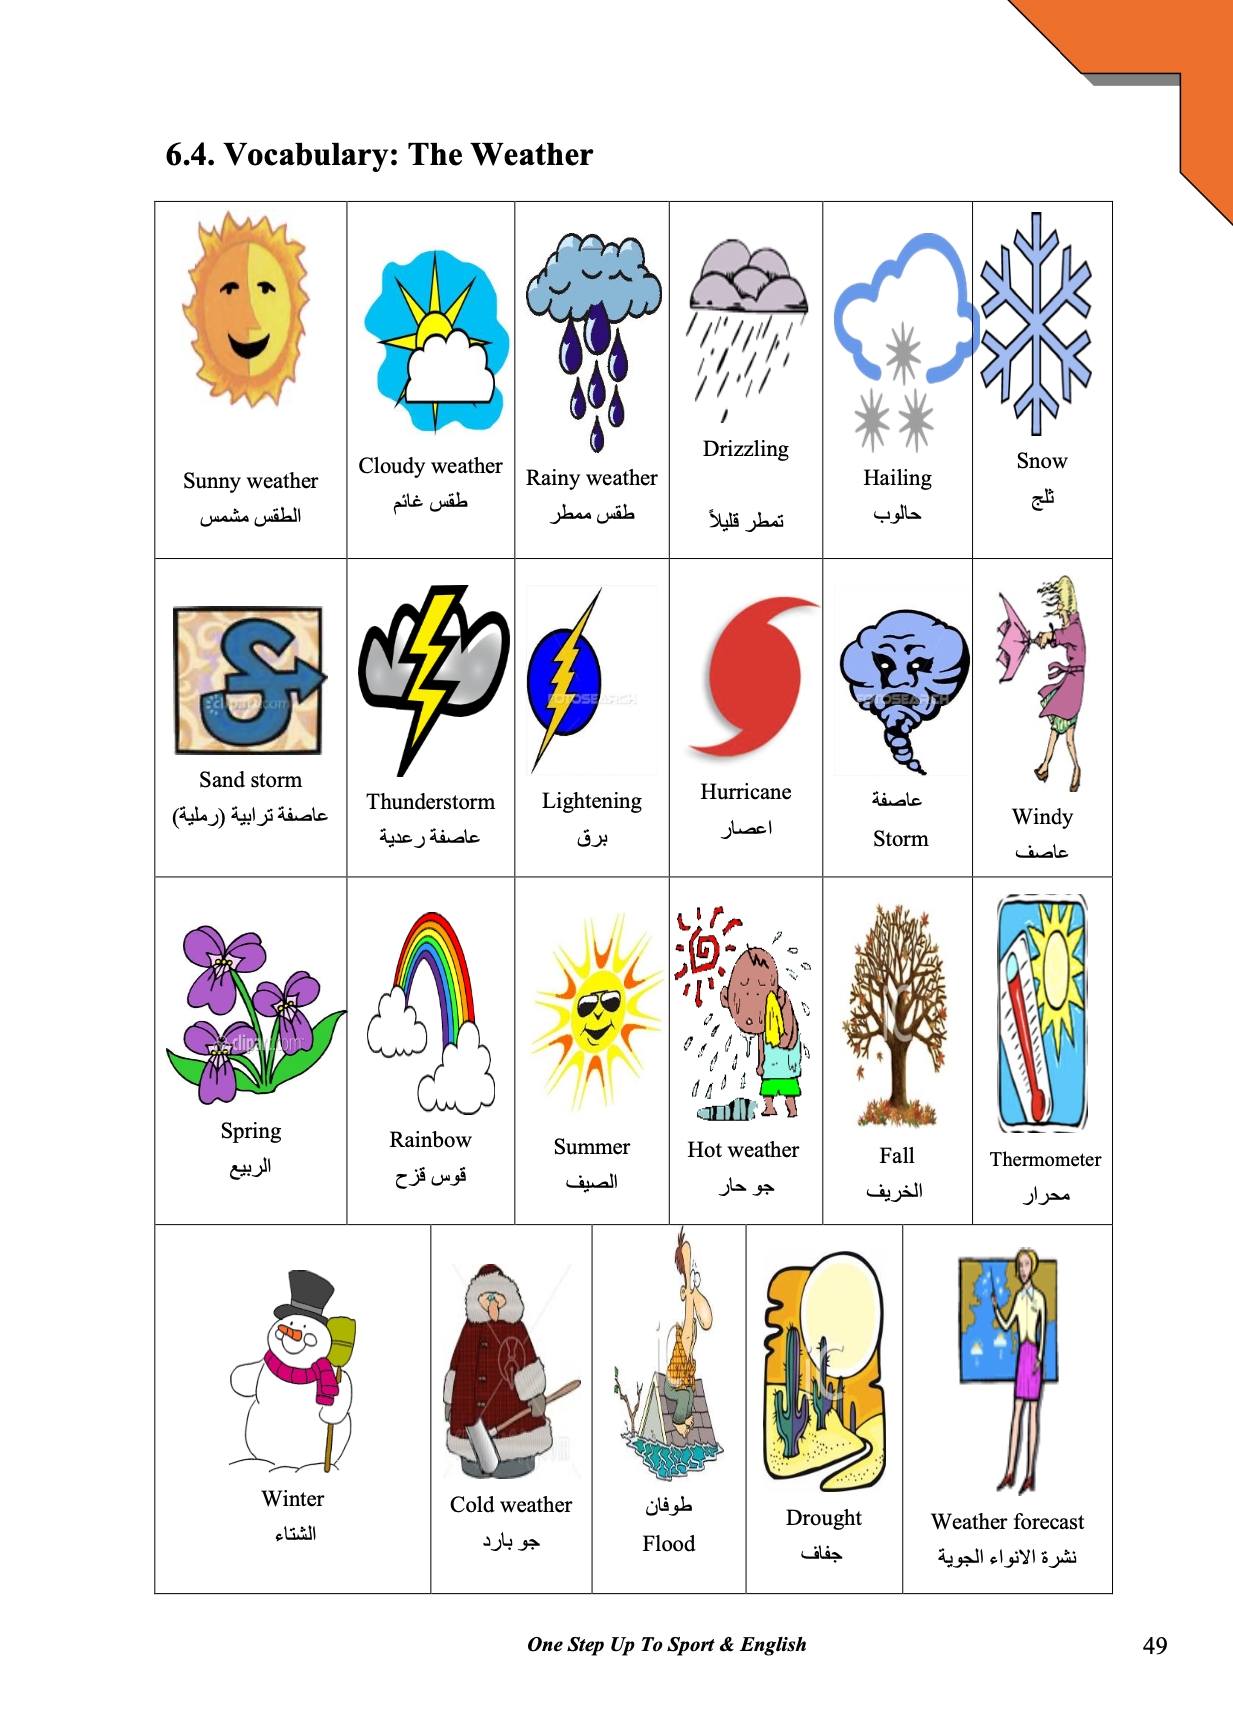 6.4. Vocabulary: The Weather
Sunny weather
الطقس مشمس
Cloudy weather
طقس غائم
Rainy weather
طقس ممطر
Drizzling
تمطر قليلاً
Hailing
حالوب
Snow
ثلج
Sand storm
عاصفة ترابية (رملية)
Thunderstorm
عاصفة رعدية
FOTOSEARCH
Lightening
برق
Hurricane
اعصار
FOTOSEARCH
عاصفة
Storm
Windy
عاصف
Spring
الربيع
Rainbow
قوس قزح
Summer
الصيف
Hot weather
جو حار
Fall
الخريف
Thermometer
محرار
Winter
الشتاء
Cold weather
جو بارد
طوفان
Flood
Drought
جفاف
Weather forecast
نشرة الانواء الجوية
One Step Up To Sport & English
49